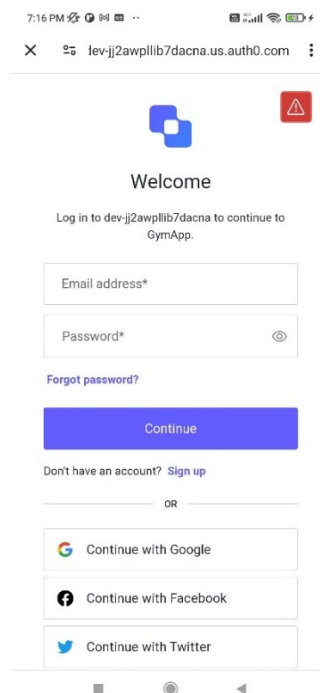 7:16 PM
dev-jj2awpllib7dacna.us.auth0.com
Welcome
Log in to dev-jj2awpllib7dacna to continue to
GymApp.
Email address*
Password*
Forgot password?
Continue
Don't have an account? Sign up
OR
Continue with Google
Continue with Facebook
Continue with Twitter